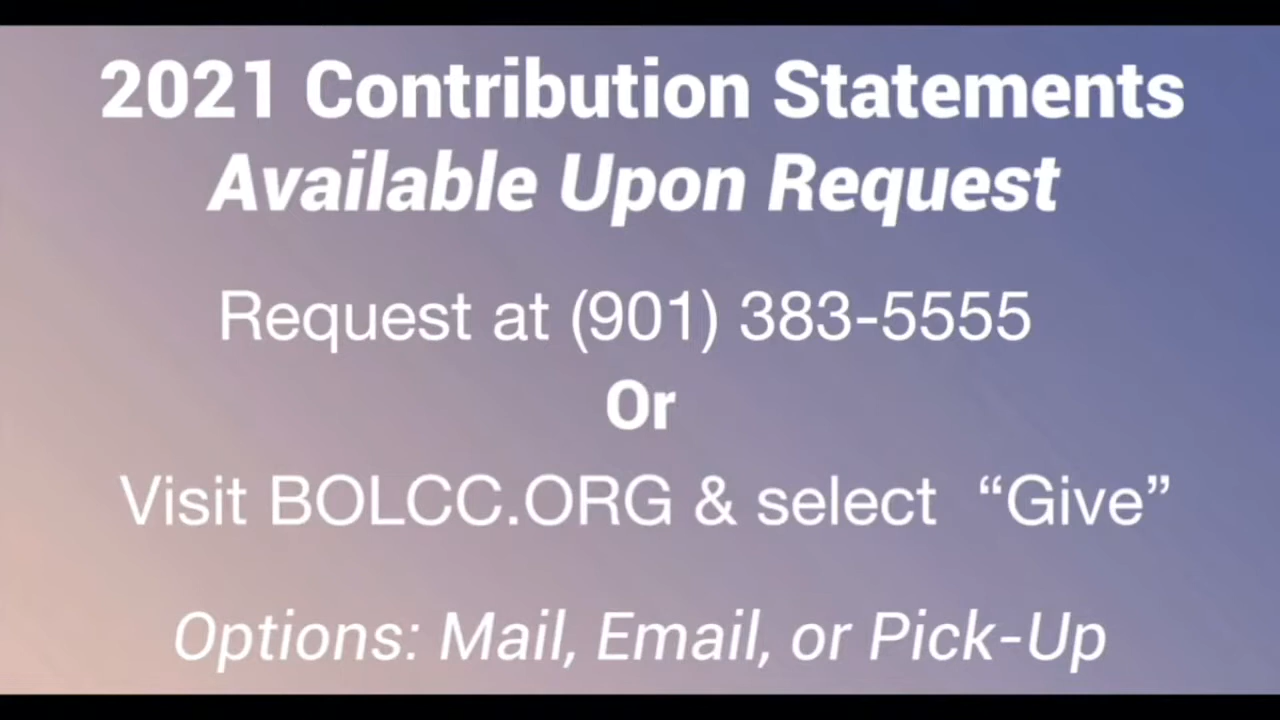 2021 Contribution Statements
Available Upon Request
Request at (901) 383-5555
Or
Visit BOLCC.ORG & select “Give”
Options: Mail, Email, or Pick-Up